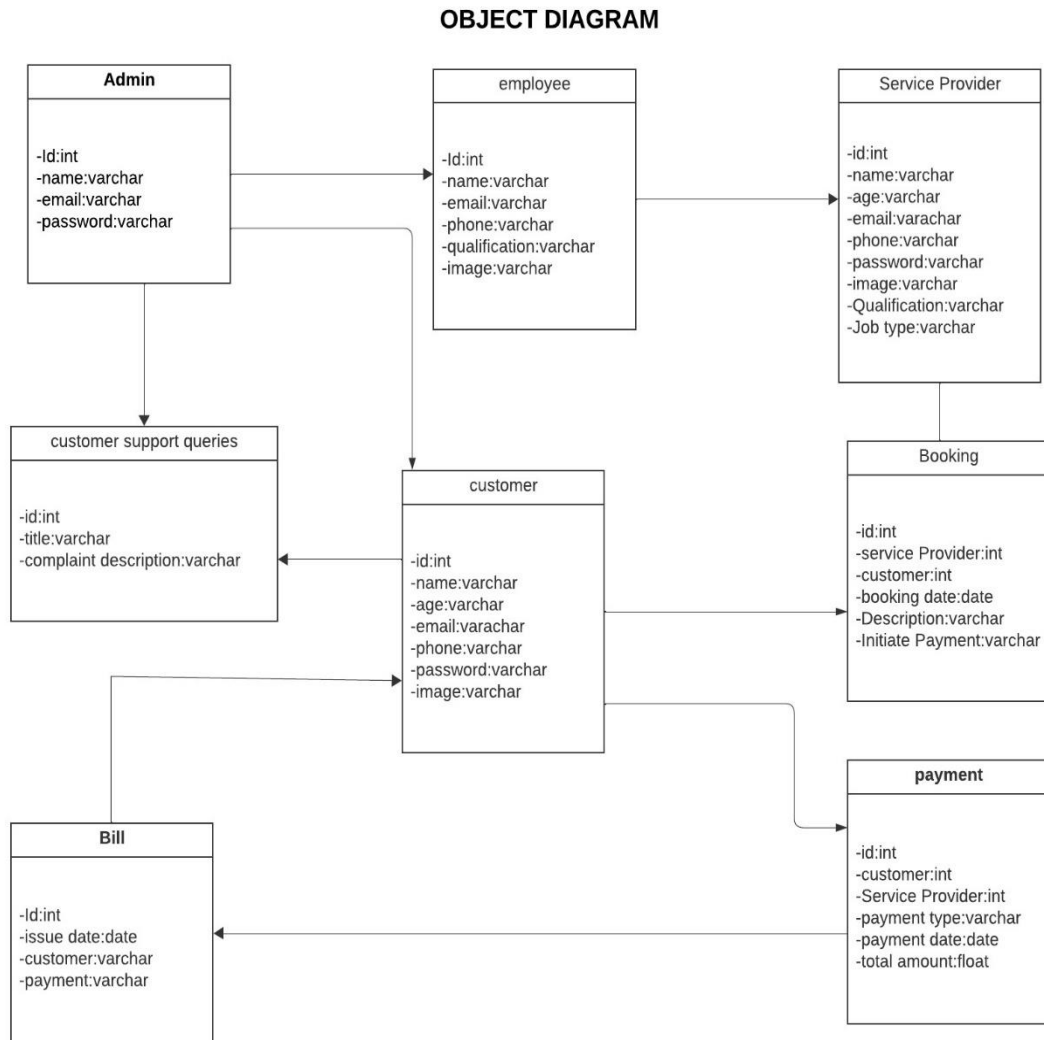 OBJECT DIAGRAM
Admin
-Id:int
-name:varchar
-email:varchar
-password:varchar
employee
-Id:int
-name:varchar
-email:varchar
-phone:varchar
-qualification:varchar
-image:varchar
Service Provider
-id:int
-name:varchar
-age:varchar
-email:varachar
-phone:varchar
-password:varchar
-image:varchar
-Qualification:varchar
-Job type:varchar
customer support queries
-id:int
-title:varchar
-complaint description:varchar
customer
-id:int
-name:varchar
-age:varchar
-email:varachar
-phone:varchar
-password:varchar
-image:varchar
Booking
-id:int
-service Provider:int
-customer:int
-booking date:date
-Description:varchar
-Initiate Payment:varchar
Bill
-Id:int
-issue date:date
-customer:varchar
-payment:varchar
payment
-id:int
-customer:int
-Service Provider:int
-payment type:varchar
-payment date:date
-total amount:float